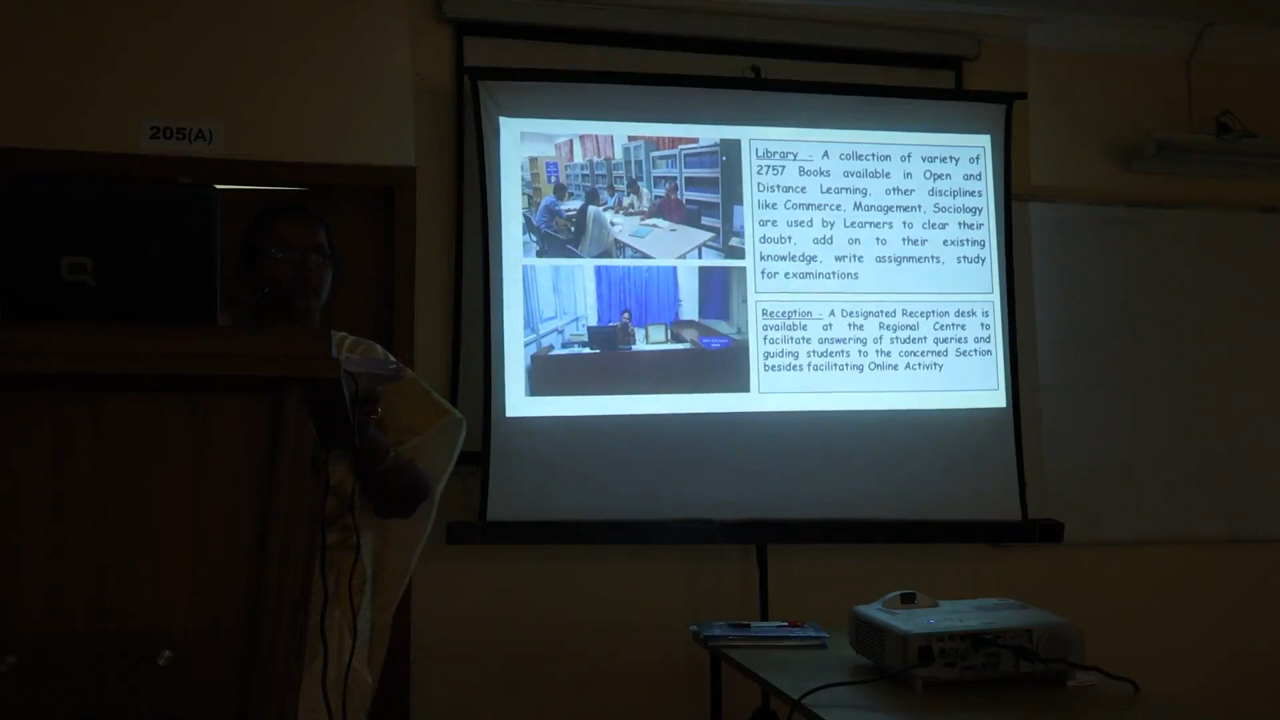 205(A)
Library - A collection of variety of
2757 Books available in Open and
Distance Learning, other disciplines
like Commerce, Management, Sociology
are used by Learners to clear their
doubt, add on to their existing
knowledge, write assignments, study
for examinations
Reception - A Designated Reception desk is
available at the Regional Centre to
facilitate answering of student queries and
guiding students to the concerned Section
besides facilitating Online Activity